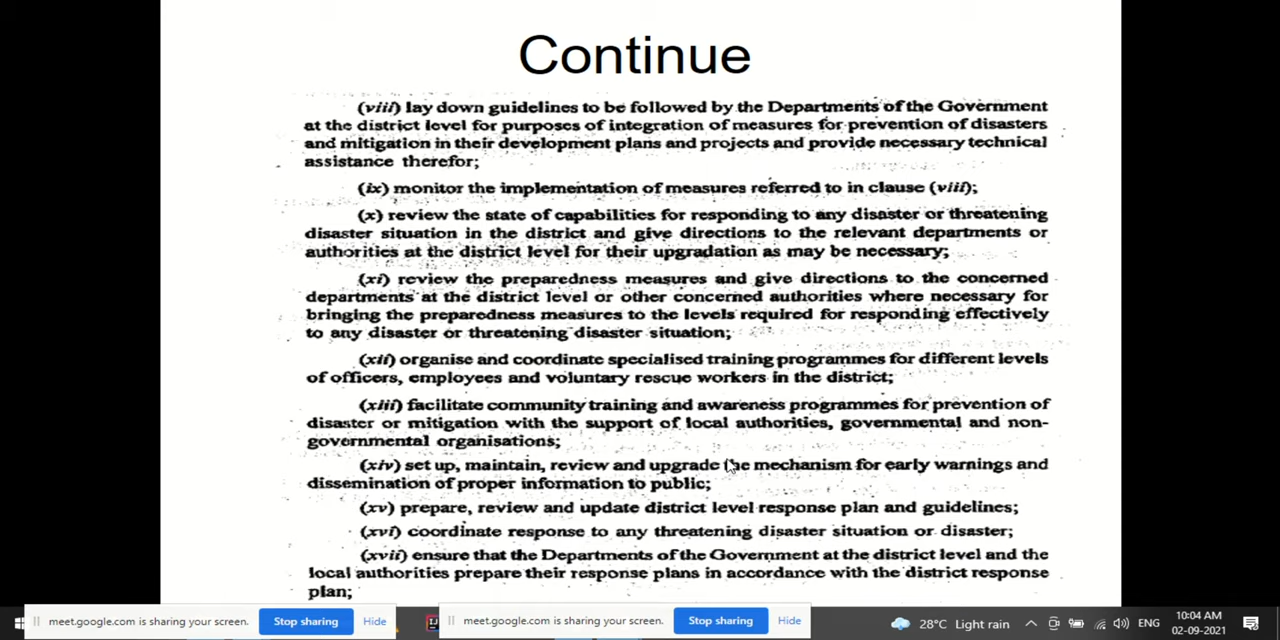 Continue
(viii) lay down guidelines to be followed by the Departments of the Government
at the district level for purposes of integration of measures for prevention of disasters
and mitigation in their development plans and projects and provide necessary technical
assistance therefor;
(ix) monitor the implementation of measures referred to in clause (viii);
(x) review the state of capabilities for responding to any disaster or threatening
disaster situation in the district and give directions to the relevant departments or
authorities at the district level for their upgradation as may be necessary;
(xi) review the preparedness measures and give directions to the concerned
departments at the district level or other concerned authorities where necessary for
bringing the preparedness measures to the levels required for responding effectively
to any disaster or threatening disaster situation;
(xii) organise and coordinate specialised training programmes for different levels
of officers, employees and voluntary rescue workers in the district;
(xiii) facilitate community training and awareness programmes for prevention of
disaster or mitigation with the support of local authorities, governmental and non-
governmental organisations;
(xiv) set up, maintain, review and upgrade the mechanism for early warnings and
dissemination of proper information to public;
(xv) prepare, review and update district level response plan and guidelines;
(xvi) coordinate response to any threatening disaster situation or disaster;
(xvii) ensure that the Departments of the Government at the district level and the
local authorities prepare their response plans in accordance with the district response
plan;
meet.google.com is sharing your screen. Stop sharing Hide
meet.google.com is sharing your screen. Stop sharing Hide
28°C Light rain ENG
10:04 AM
02-09-2021